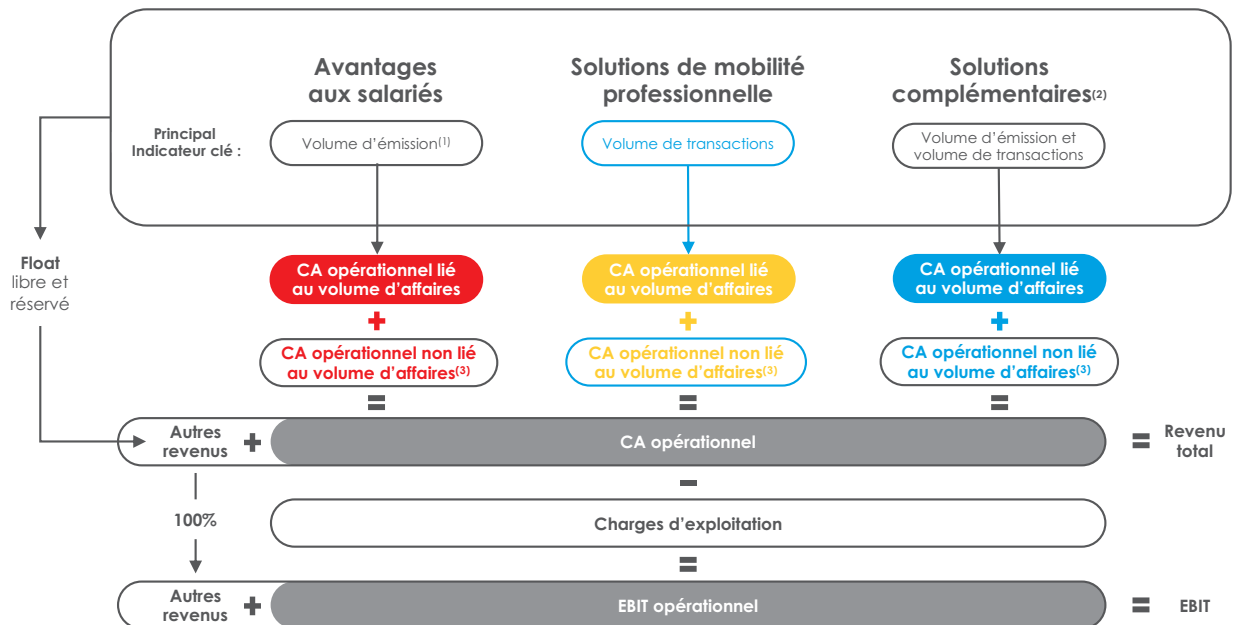 Avantages
aux salariés
Solutions de mobilité
professionnelle
Solutions
complémentaires(2)
Principal
Indicateur clé :
Volume d'émission(1)
Volume de transactions
Volume d'émission et
volume de transactions
Float
libre et
réservé
CA opérationnel lié
au volume d'affaires
CA opérationnel lié
au volume d'affaires
CA opérationnel lié
au volume d'affaires
+
+
+
CA opérationnel non lié
au volume d'affaires(3)
CA opérationnel non lié
au volume d'affaires(3)
CA opérationnel non lié
au volume d'affaires(3)
=
=
=
Autres
revenus
+
CA opérationnel
=
Revenu
total
-
100%
Charges d'exploitation
=
Autres
revenus
+
EBIT opérationnel
=
EBIT